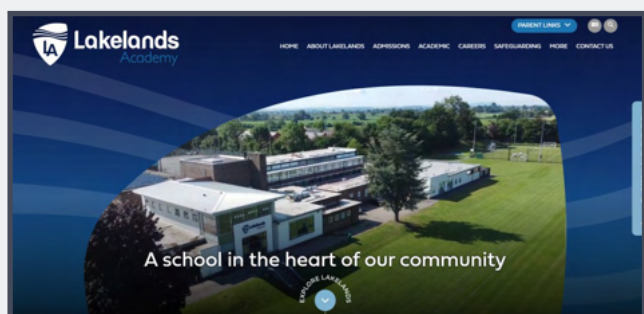 PARENT LINKS
LA Lakelands
Academy
HOME ABOUT LAKELANDS ADMISSIONS ACADEMIC CAREERS SAFEGUARDING MORE CONTACT US
A school in the heart of our community
EXPLORE LAKELANDS